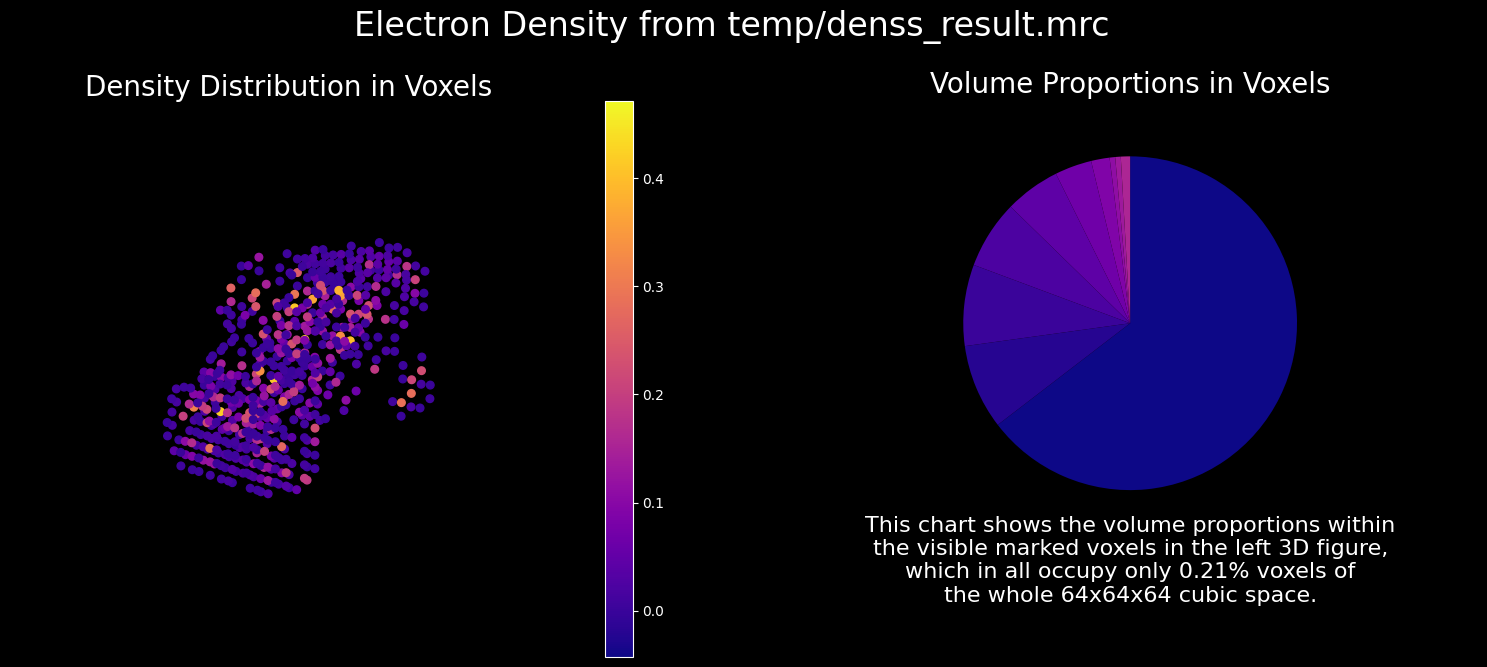 Electron Density from temp/denss_result.mrc
Density Distribution in Voxels
Volume Proportions in Voxels
0.4
0.3
0.2
0.1
0.0
This chart shows the volume proportions within
the visible marked voxels in the left 3D figure,
which in all occupy only 0.21% voxels of
the whole 64x64x64 cubic space.